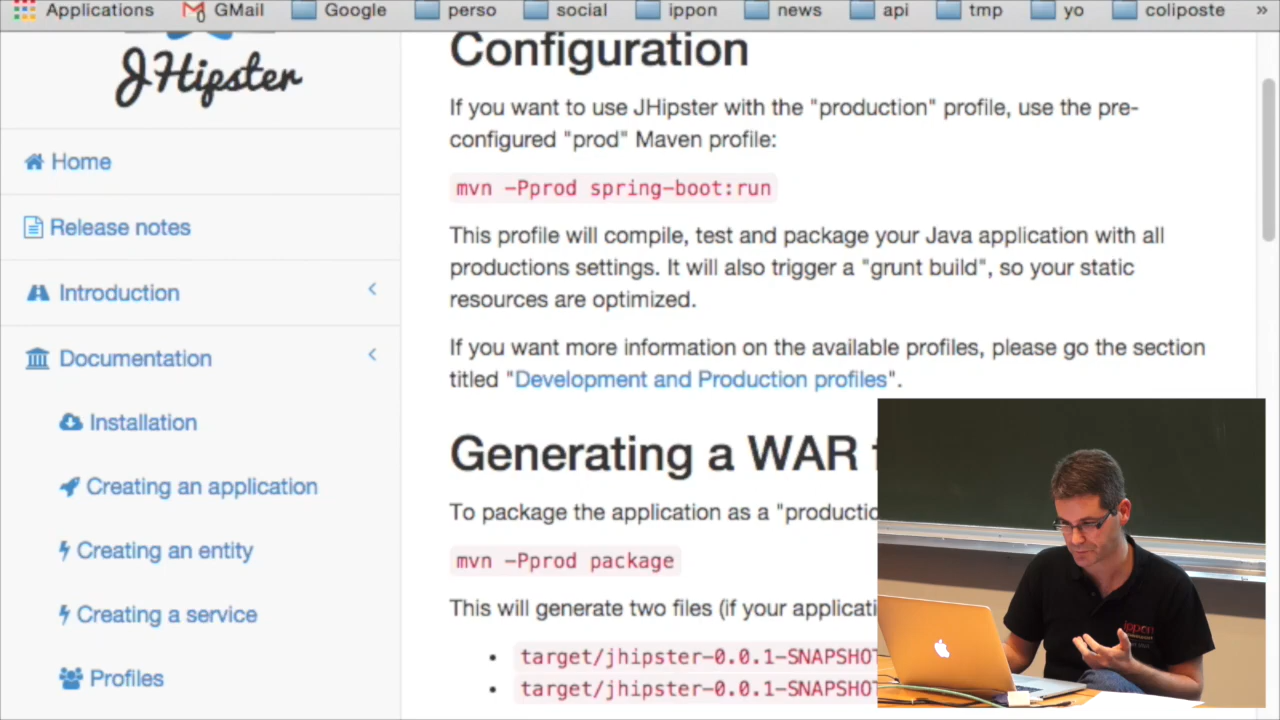 Applications GMail Google perso social ippon news api tmp yo coliposte »
JHipster
Home
Release notes
Introduction
Documentation
Installation
Creating an application
Creating an entity
Creating a service
Profiles
Configuration
If you want to use JHipster with the "production" profile, use the pre-
configured "prod" Maven profile:
mvn -Pprod spring-boot:run
This profile will compile, test and package your Java application with all
productions settings. It will also trigger a "grunt build", so your static
resources are optimized.
If you want more information on the available profiles, please go the section
titled "Development and Production profiles".
Generating a WAR
To package the application as a "productio
mvn -Pprod package
This will generate two files (if your applicati
target/jhipster-0.0.1-SNAPSHOT
target/jhipster-0.0.1-SNAPSHOT
ippon